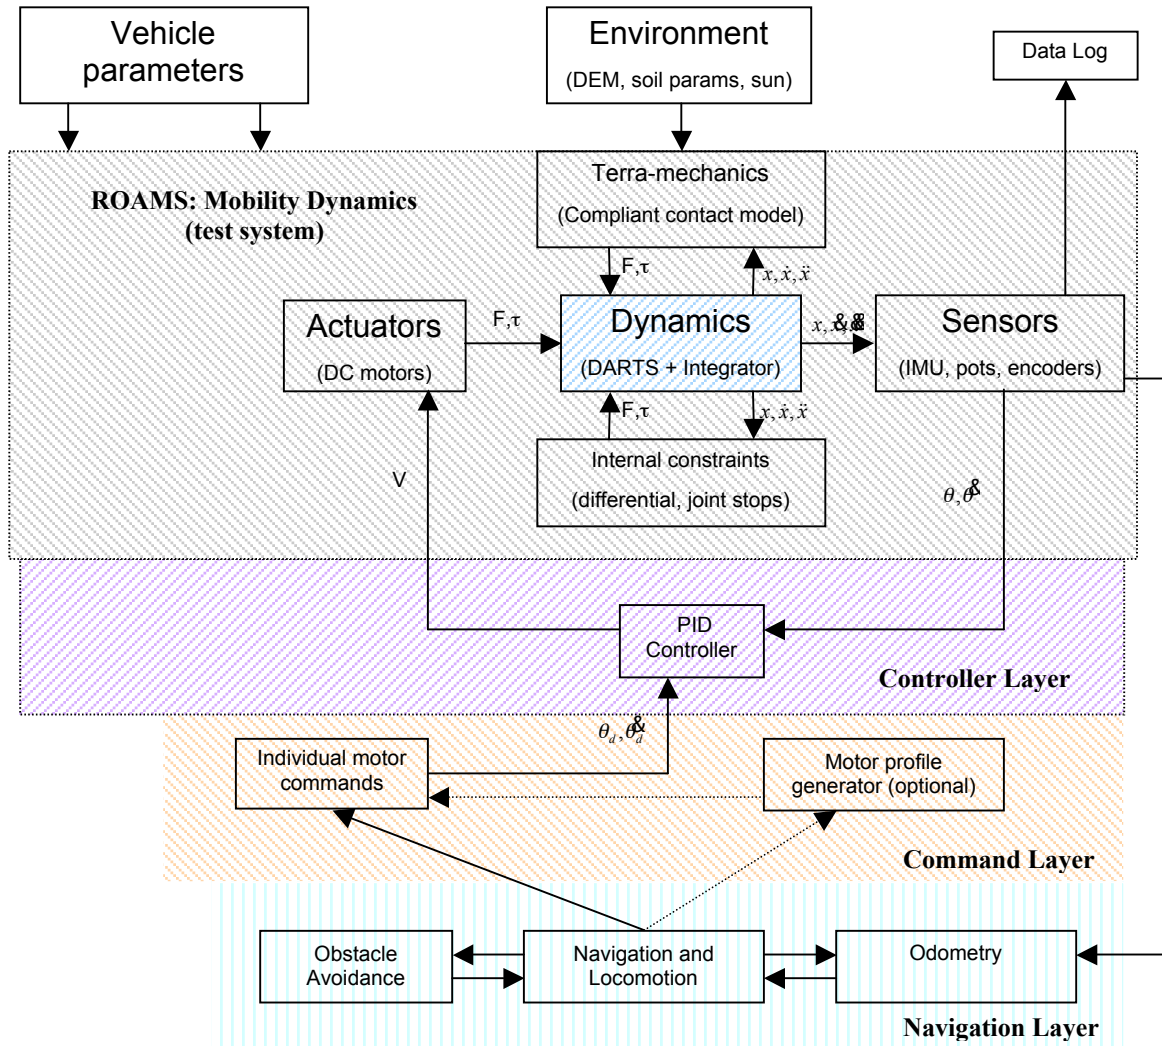 Vehicle
parameters
Environment
(DEM, soil params, sun)
Data Log
ROAMS: Mobility Dynamics
(test system)
Terra-mechanics
(Compliant contact model)
F,τ
x, ẋ, ẍ
Actuators
(DC motors)
F,τ
Dynamics
(DARTS + Integrator)
x,
Sensors
(IMU, pots, encoders)
F,τ
x, ẋ, ẍ
Internal constraints
(differential, joint stops)
V
θ, θ&
PID
Controller
Controller Layer
θd, θd&
Individual motor
commands
Motor profile
generator (optional)
Command Layer
Obstacle
Avoidance
Navigation and
Locomotion
Odometry
Navigation Layer